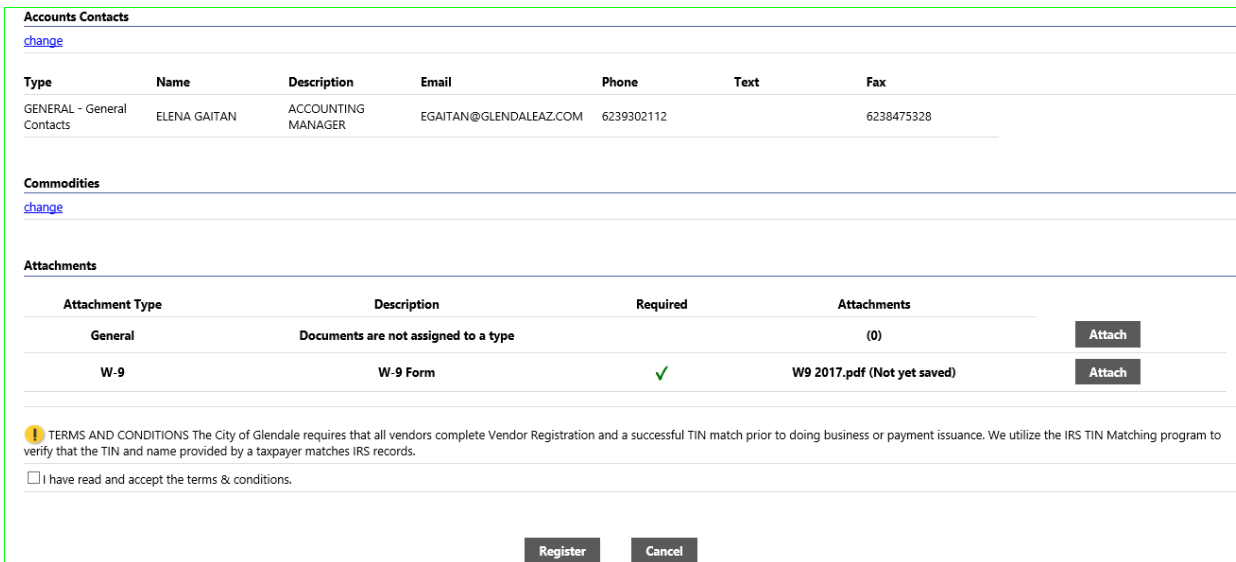 Accounts Contacts
change
Type Name Description Email Phone Text Fax
GENERAL - General Contacts ELENA GAITAN ACCOUNTING MANAGER EGAITAN@GLENDALEAZ.COM 6239302112 6238475328
Commodities
change
Attachments
Attachment Type Description Required Attachments
General Documents are not assigned to a type (0) Attach
W-9 W-9 Form ✓ W9 2017.pdf (Not yet saved) Attach
! TERMS AND CONDITIONS The City of Glendale requires that all vendors complete Vendor Registration and a successful TIN match prior to doing business or payment issuance. We utilize the IRS TIN Matching program to
verify that the TIN and name provided by a taxpayer matches IRS records.
I have read and accept the terms & conditions.
Register Cancel